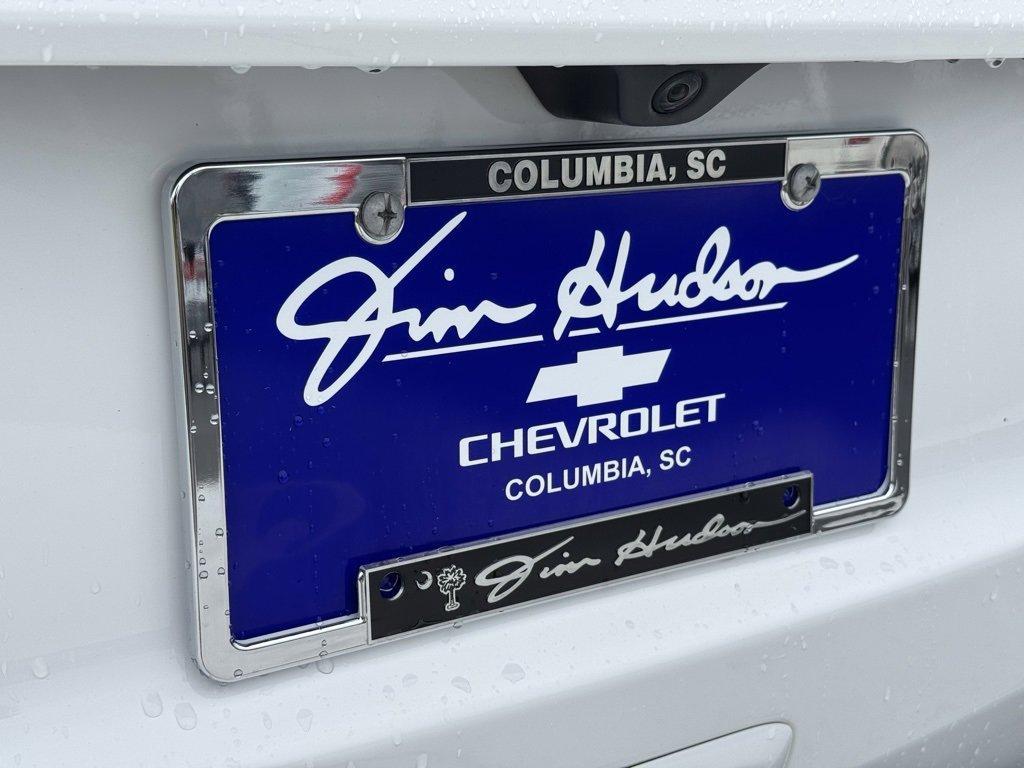 COLUMBIA, SC
Jim Hudson
CHEVROLET
COLUMBIA, SC
Jim Hudson